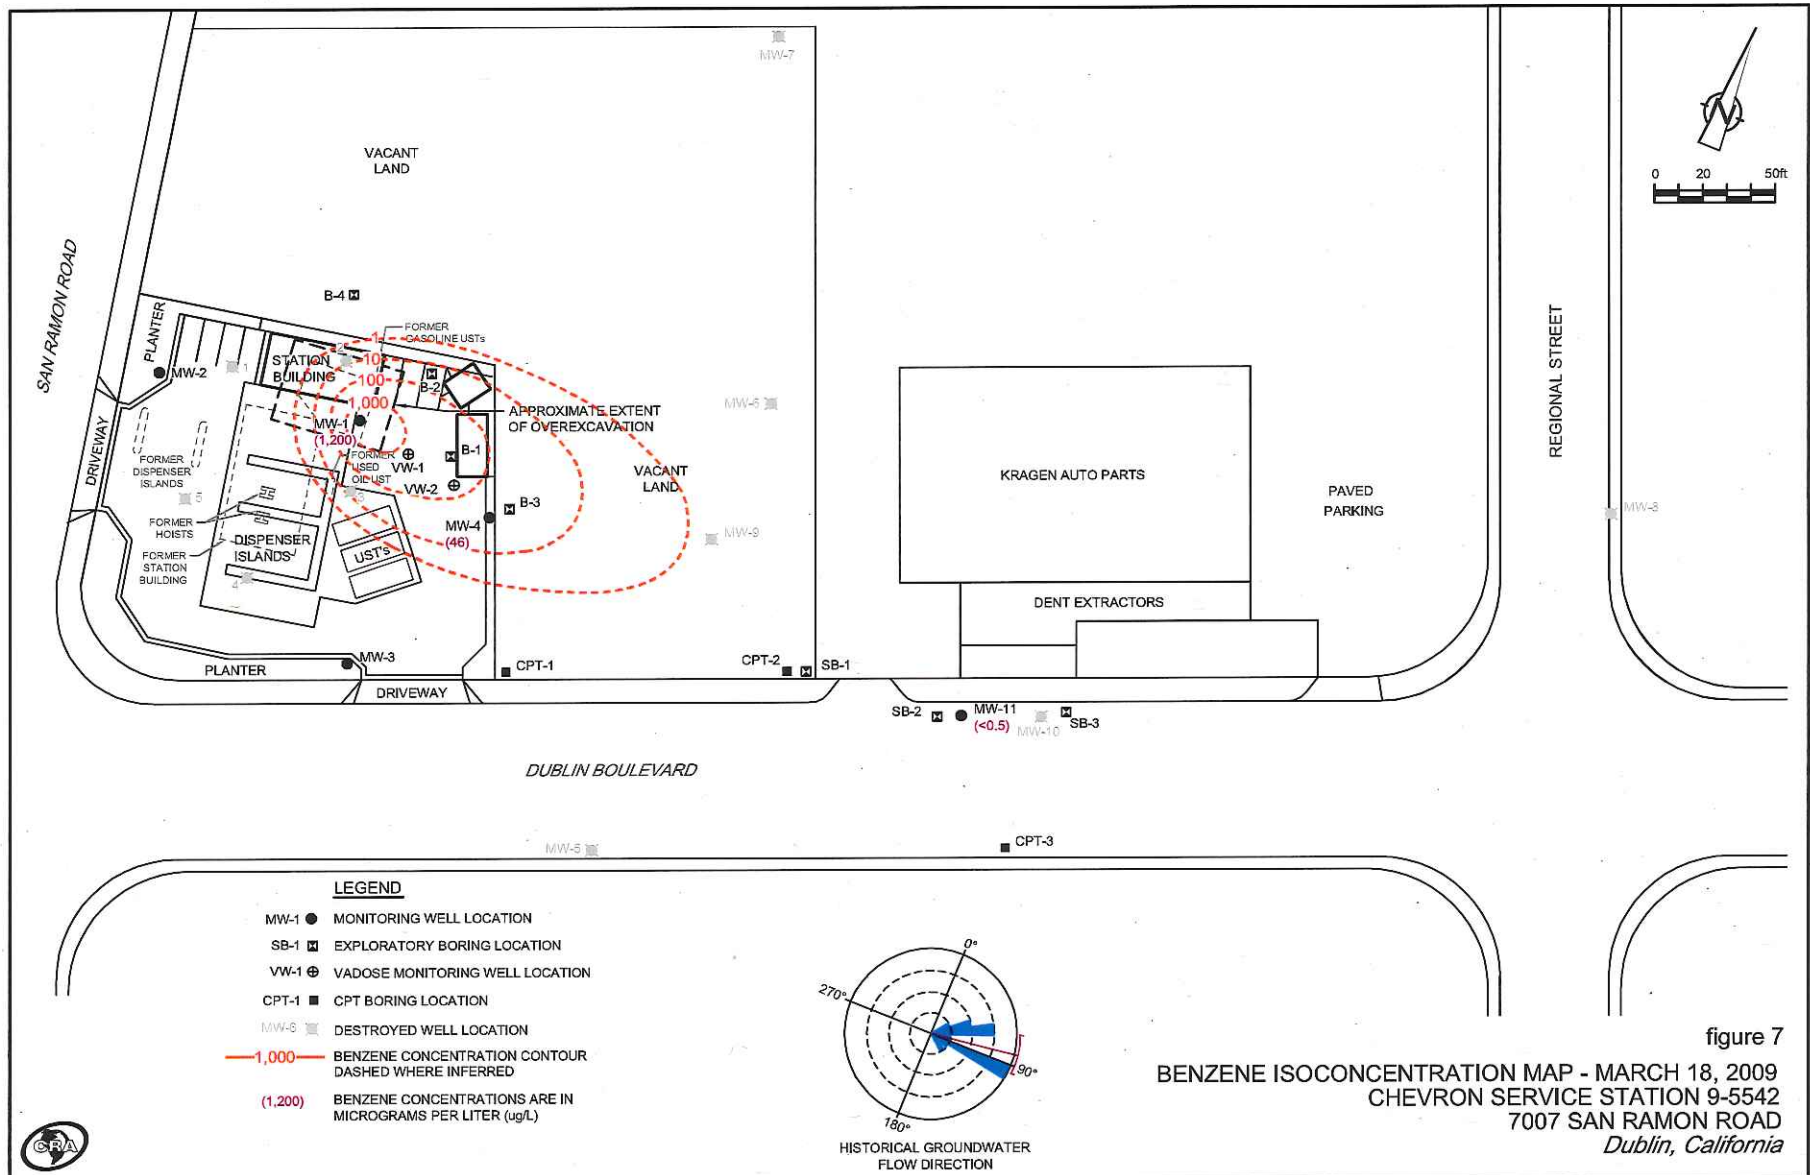 MW-7
N
VACANT
LAND
0 20 50ft
SAN RAMON ROAD
REGIONAL STREET
B-4
PLANTER
FORMER
GASOLINE USTs
1
10
100
1,000
2
STATION
BUILDING
MW-2
1
B-2
MW-6
APPROXIMATE EXTENT
OF OVEREXCAVATION
MW-1
(1,200)
DRIVEWAY
FORMER
DISPENSER
ISLANDS
FORMER
USED
OIL UST
VW-1
B-1
VACANT
LAND
KRAGEN AUTO PARTS
PAVED
PARKING
VW-2
5
3
B-3
MW-8
FORMER
HOISTS
MW-4
(46)
MW-9
DISPENSER
ISLANDS
UST's
FORMER
STATION
BUILDING
4
DENT EXTRACTORS
MW-3
PLANTER
CPT-1
CPT-2
SB-1
DRIVEWAY
SB-2
MW-11
(<0.5)
MW-10
SB-3
DUBLIN BOULEVARD
MW-5
CPT-3
LEGEND
MW-1 MONITORING WELL LOCATION
SB-1 EXPLORATORY BORING LOCATION
VW-1 VADOSE MONITORING WELL LOCATION
CPT-1 CPT BORING LOCATION
MW-6 DESTROYED WELL LOCATION
1,000 BENZENE CONCENTRATION CONTOUR
DASHED WHERE INFERRED
(1,200) BENZENE CONCENTRATIONS ARE IN
MICROGRAMS PER LITER (ug/L)
0°
270°
90°
180°
HISTORICAL GROUNDWATER
FLOW DIRECTION
figure 7
BENZENE ISOCONCENTRATION MAP - MARCH 18, 2009
CHEVRON SERVICE STATION 9-5542
7007 SAN RAMON ROAD
Dublin, California
CRA